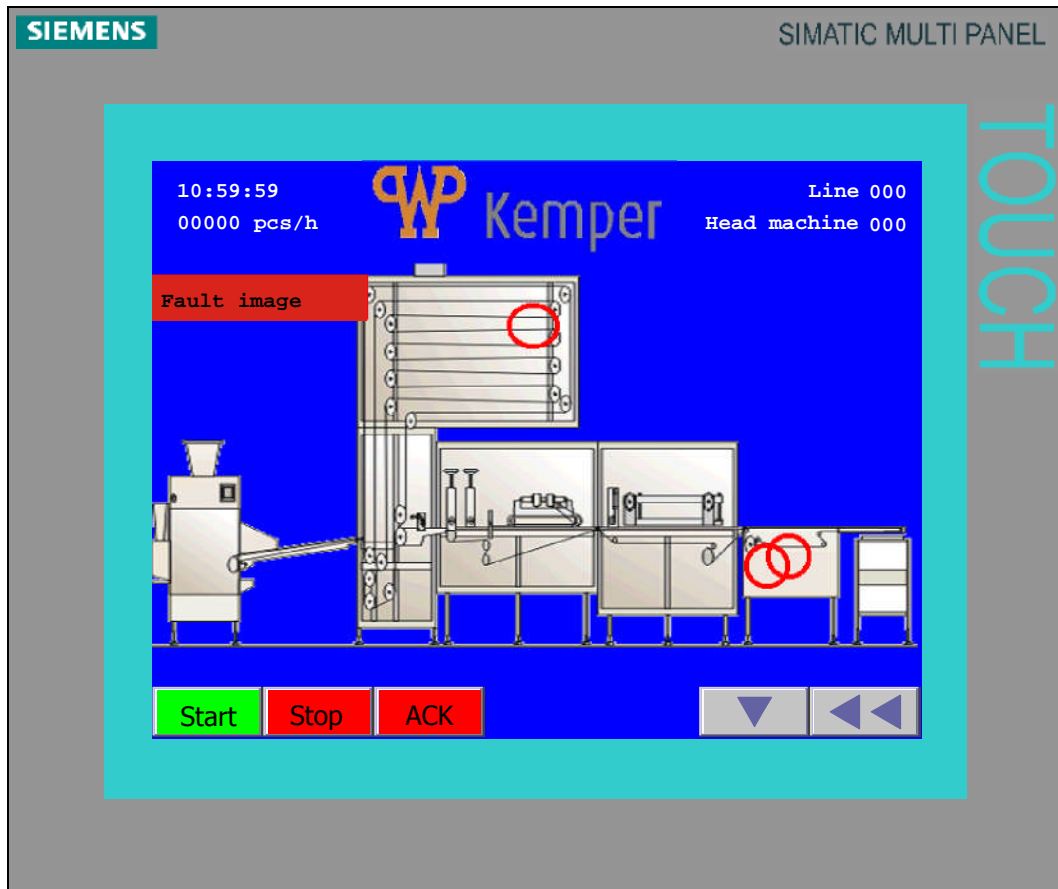 SIEMENS
SIMATIC MULTI PANEL
TOUCH
10:59:59
00000 pcs/h
WP Kemper
Line 000
Head machine 000
Fault image
Start
Stop
ACK